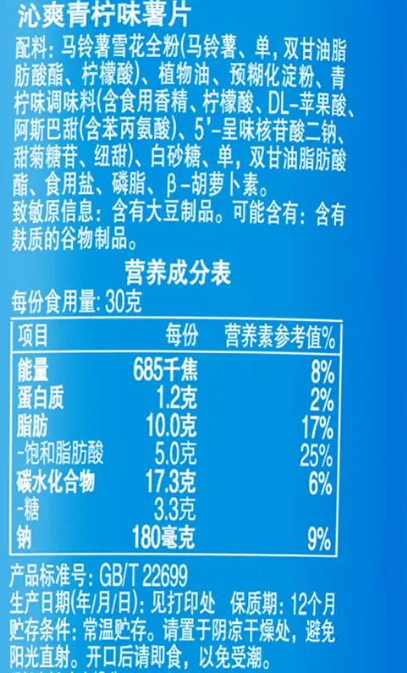 沁爽青柠味薯片
配料：马铃薯雪花全粉(马铃薯、单，双甘油脂
肪酸酯、柠檬酸)、植物油、预糊化淀粉、青
柠味调味料(含食用香精、柠檬酸、DL-苹果酸、
阿斯巴甜(含苯丙氨酸)、5'-呈味核苷酸二钠、
甜菊糖苷、纽甜)、白砂糖、单，双甘油脂肪酸
酯、食用盐、磷脂、β-胡萝卜素。
致敏原信息：含有大豆制品。可能含有：含有
麸质的谷物制品。
营养成分表
每份食用量：30克
项目 每份 营养素参考值%
能量 685千焦 8%
蛋白质 1.2克 2%
脂肪 10.0克 17%
-饱和脂肪酸 5.0克 25%
碳水化合物 17.3克 6%
-糖 3.3克
钠 180毫克 9%
产品标准号：GB/T 22699
生产日期(年/月/日)：见打印处 保质期：12个月
贮存条件：常温贮存。请置于阴凉干燥处，避免
阳光直射。开口后请即食，以免受潮。